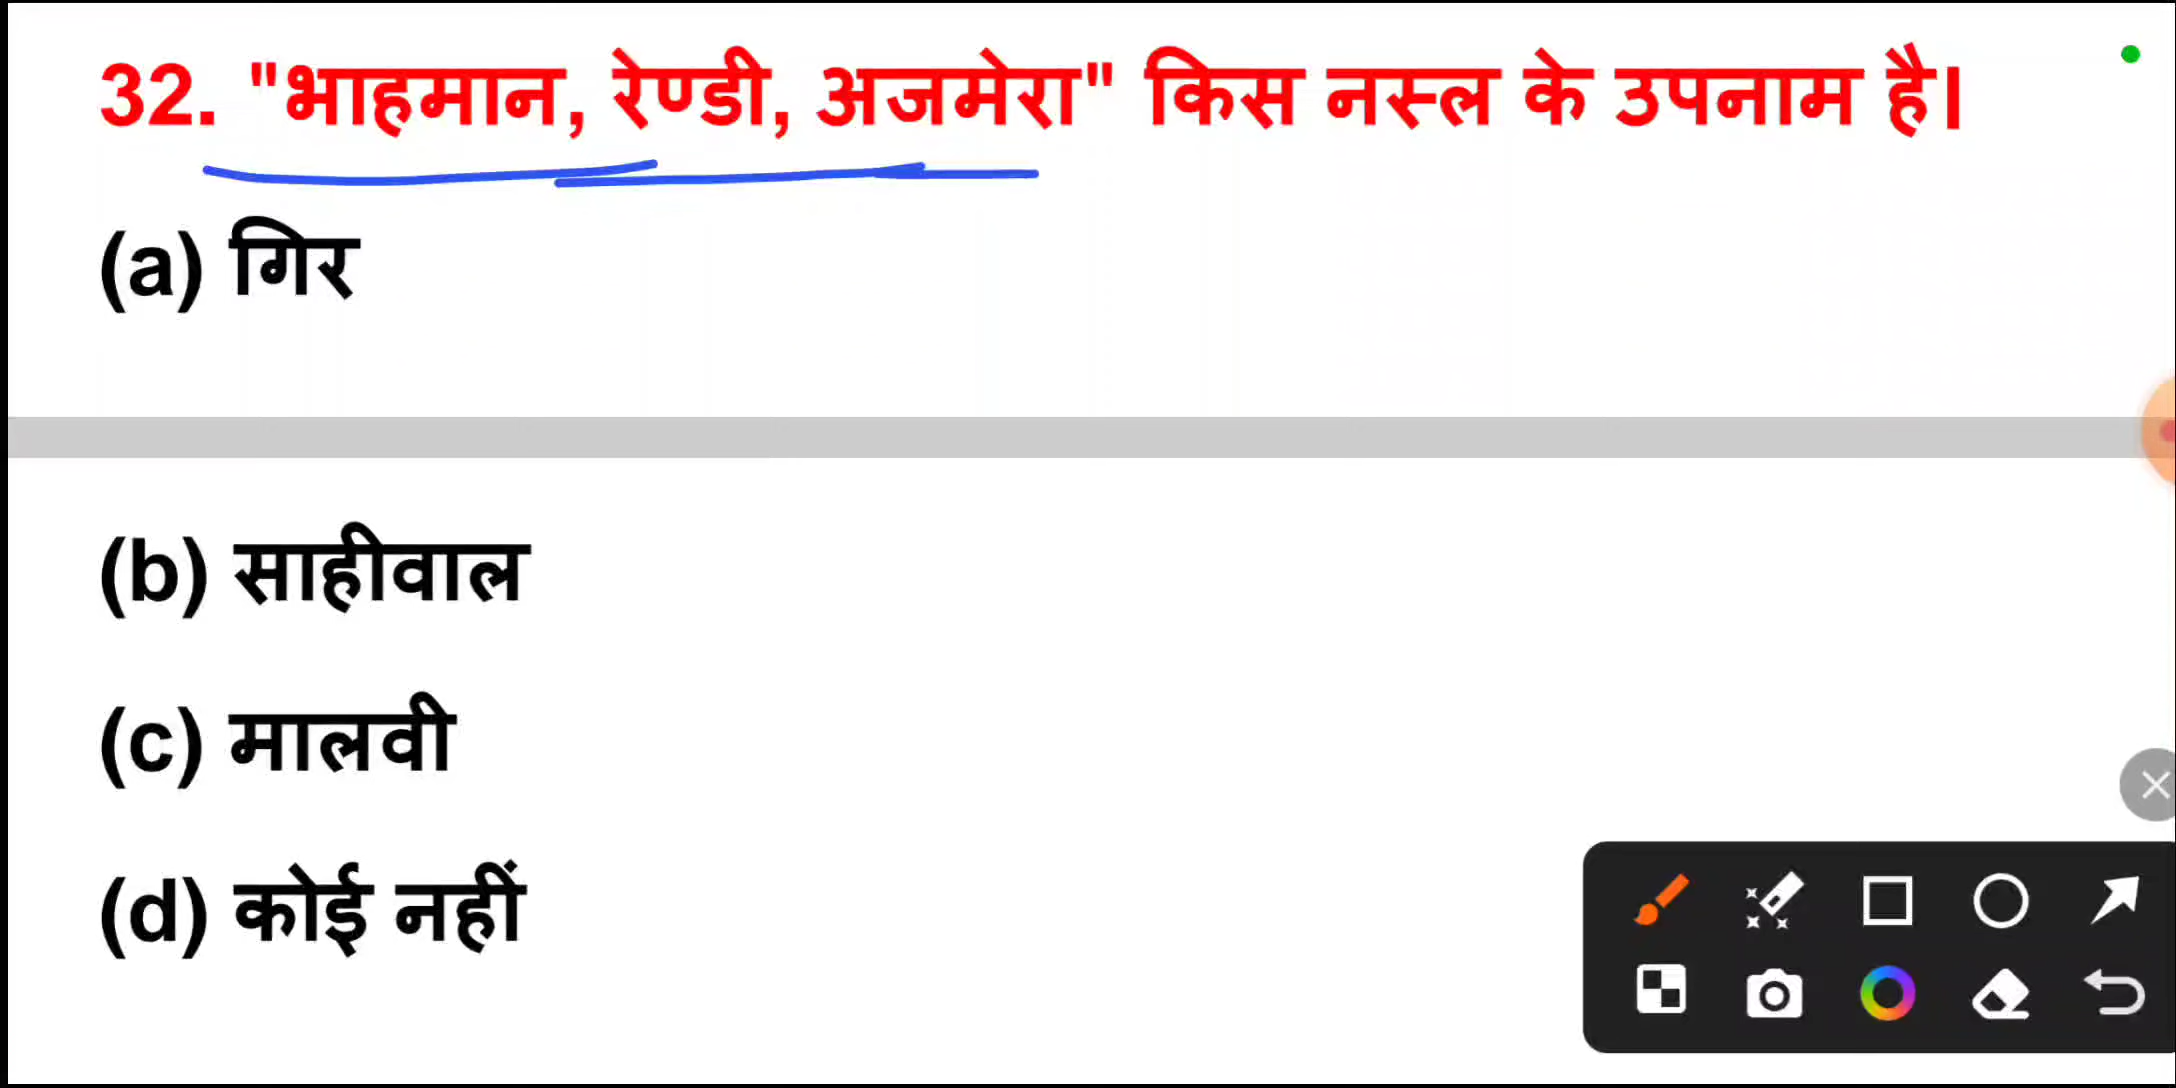 32. "भाहमान, रेण्डी, अजमेरा" किस नस्ल के उपनाम है।
(a) गिर
(b) साहीवाल
(c) मालवी
(d) कोई नहीं